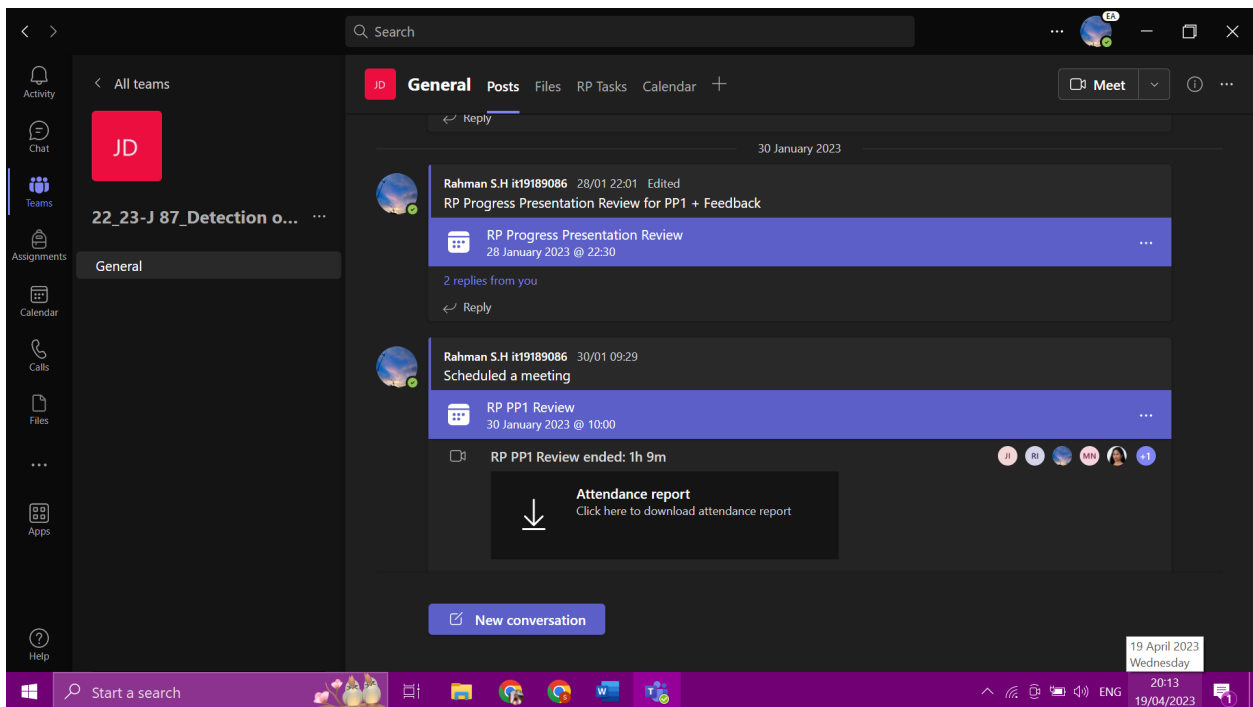 Search
EA
Activity
Chat
Teams
Assignments
Calendar
Calls
Files
Apps
Help
All teams
JD
22_23-J 87_Detection o...
General
JD
General Posts Files RP Tasks Calendar
Meet
Reply
30 January 2023
Rahman S.H it19189086 28/01 22:01 Edited
RP Progress Presentation Review for PP1 + Feedback
RP Progress Presentation Review
28 January 2023 @ 22:30
2 replies from you
Reply
Rahman S.H it19189086 30/01 09:29
Scheduled a meeting
RP PP1 Review
30 January 2023 @ 10:00
RP PP1 Review ended: 1h 9m
JI RI MN +1
Attendance report
Click here to download attendance report
New conversation
19 April 2023
Wednesday
Start a search
ENG
20:13
19/04/2023
1